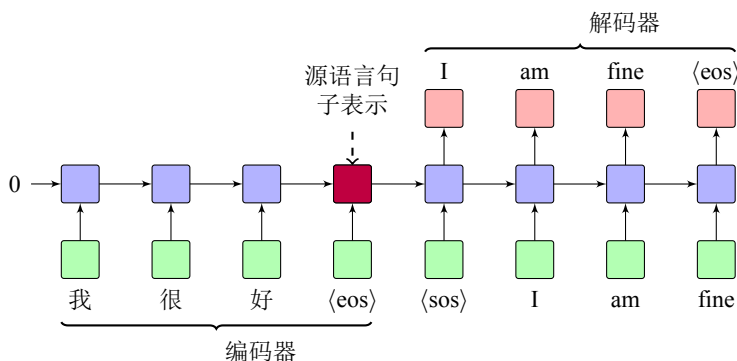 解码器
源语言句
子表示
I am fine ⟨eos⟩
0
我 很 好 ⟨eos⟩ ⟨sos⟩ I am fine
编码器